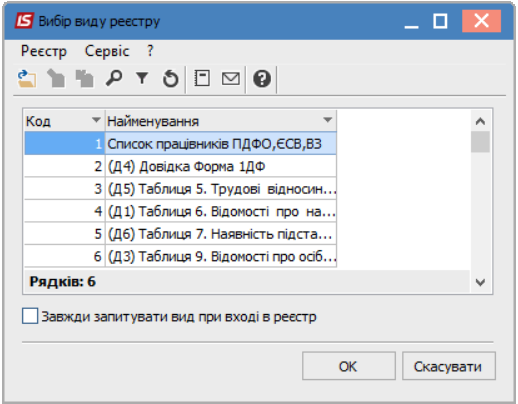 Вибір виду реєстру
Реєстр Сервіс ?
Код Найменування
1 Список працівників ПДФО,ЄСВ,ВЗ
2 (Д4) Довідка Форма 1ДФ
3 (Д5) Таблиця 5. Трудові відносин...
4 (Д1) Таблиця 6. Відомості про на...
5 (Д6) Таблиця 7. Наявність підста...
6 (Д3) Таблиця 9. Відомості про осіб...
Рядків: 6
Завжди запитувати вид при вході в реєстр
ОК Скасувати